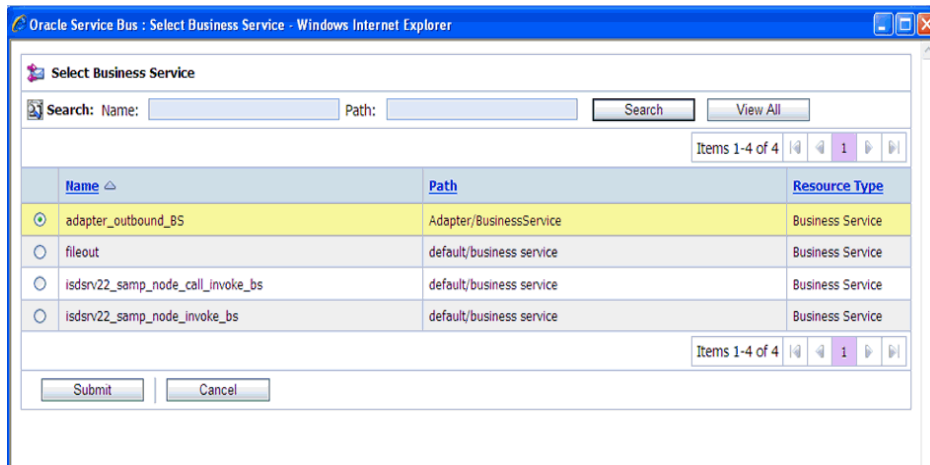 Oracle Service Bus : Select Business Service - Windows Internet Explorer
Select Business Service
Search: Name: Path: Search View All
Items 1-4 of 4 1
Name Path Resource Type
adapter_outbound_BS Adapter/BusinessService Business Service
fileout default/business service Business Service
isdsrv22_samp_node_call_invoke_bs default/business service Business Service
isdsrv22_samp_node_invoke_bs default/business service Business Service
Items 1-4 of 4 1
Submit Cancel